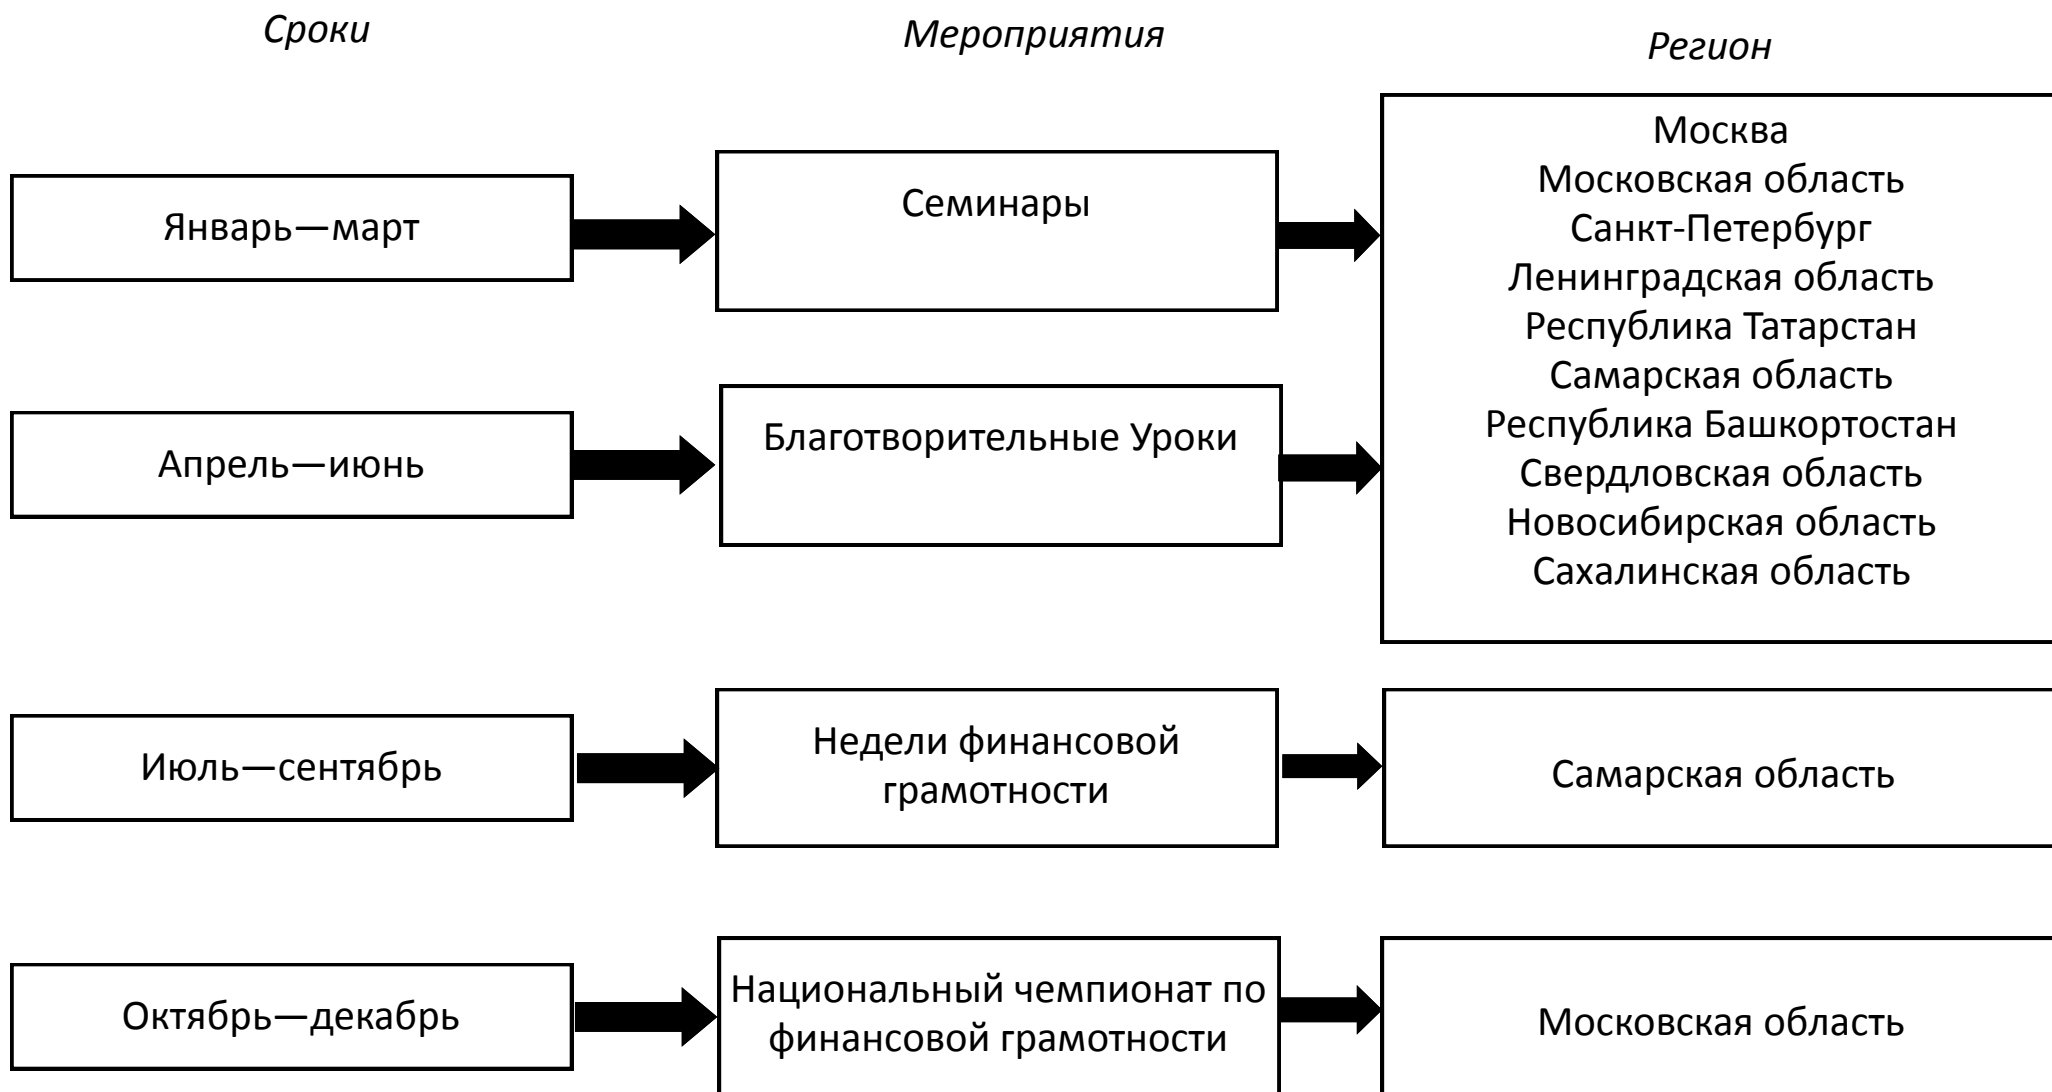 Сроки
Мероприятия
Регион
Январь—март
Семинары
Москва
Московская область
Санкт-Петербург
Ленинградская область
Республика Татарстан
Самарская область
Республика Башкортостан
Свердловская область
Новосибирская область
Сахалинская область
Апрель—июнь
Благотворительные Уроки
Июль—сентябрь
Недели финансовой
грамотности
Самарская область
Октябрь—декабрь
Национальный чемпионат по
финансовой грамотности
Московская область